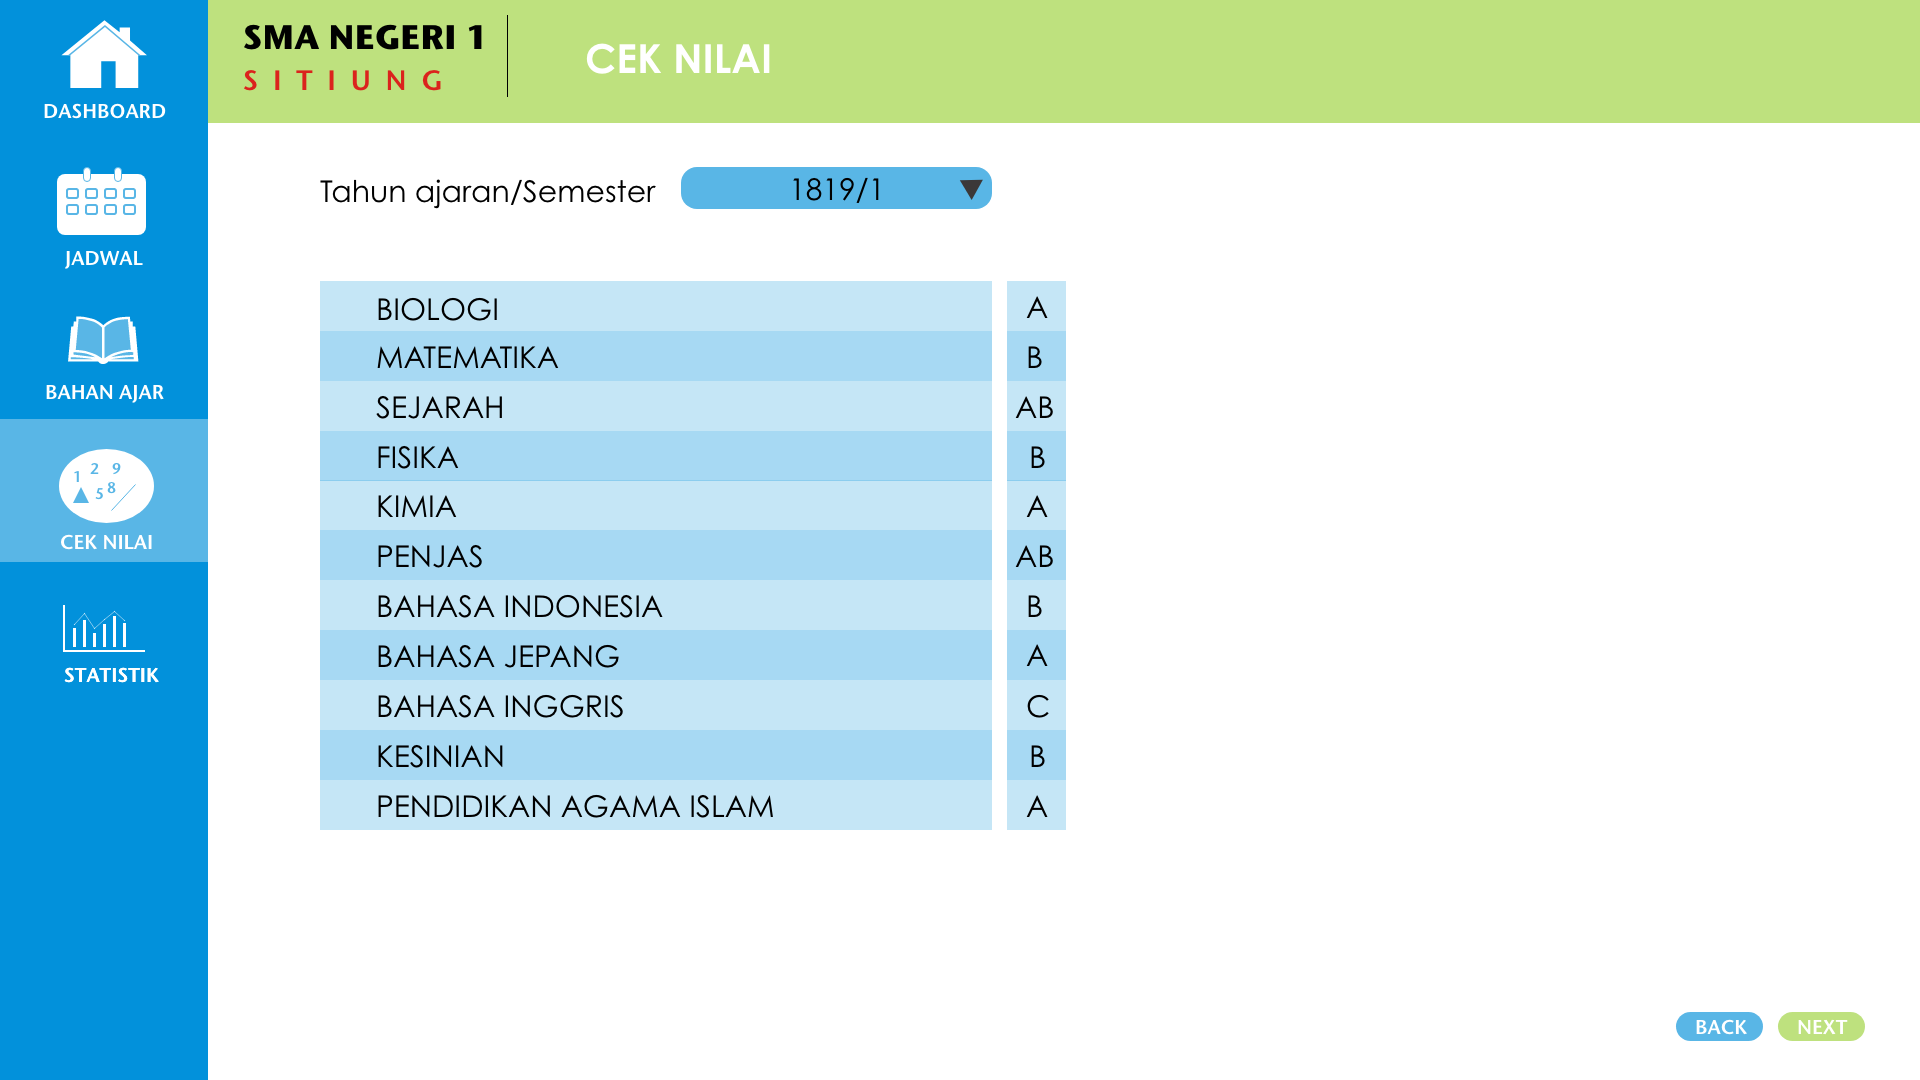 SMA NEGERI 1
SITIUNG
CEK NILAI
DASHBOARD
JADWAL
BAHAN AJAR
1 2 9
5 8
CEK NILAI
STATISTIK
Tahun ajaran/Semester 1819/1
BIOLOGI A
MATEMATIKA B
SEJARAH AB
FISIKA B
KIMIA A
PENJAS AB
BAHASA INDONESIA B
BAHASA JEPANG A
BAHASA INGGRIS C
KESINIAN B
PENDIDIKAN AGAMA ISLAM A
BACK NEXT